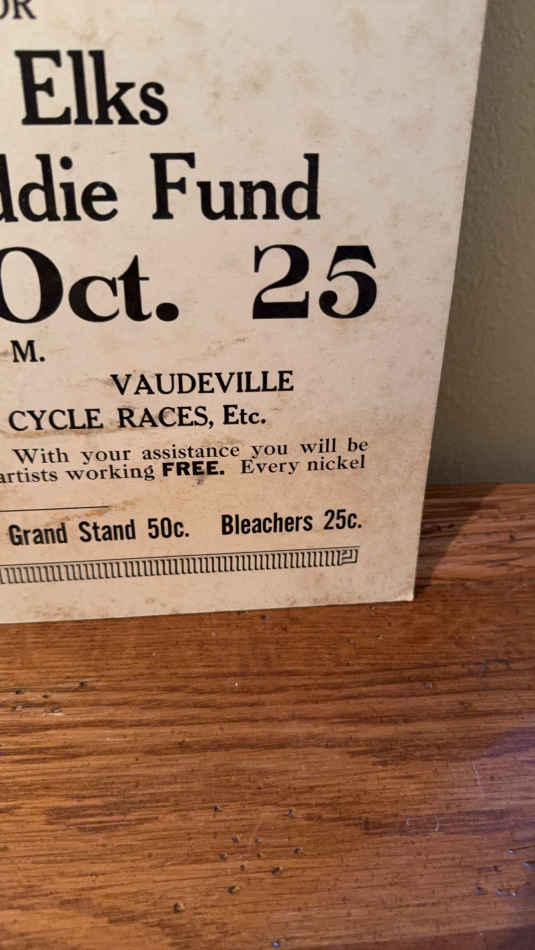 OR
Elks
ddie Fund
Oct. 25
M.
VAUDEVILLE
CYCLE RACES, Etc.
With your assistance you will be
artists working FREE. Every nickel
Grand Stand 50c. Bleachers 25c.